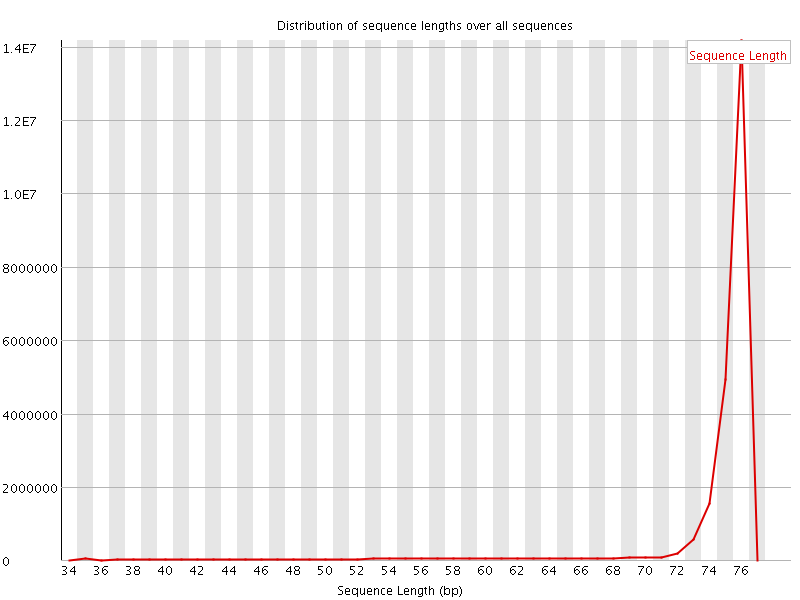 Distribution of sequence lengths over all sequences
Sequence Length
1.4E7
1.2E7
1.0E7
8000000
6000000
4000000
2000000
0
34 36 38 40 42 44 46 48 50 52 54 56 58 60 62 64 66 68 70 72 74 76
Sequence Length (bp)